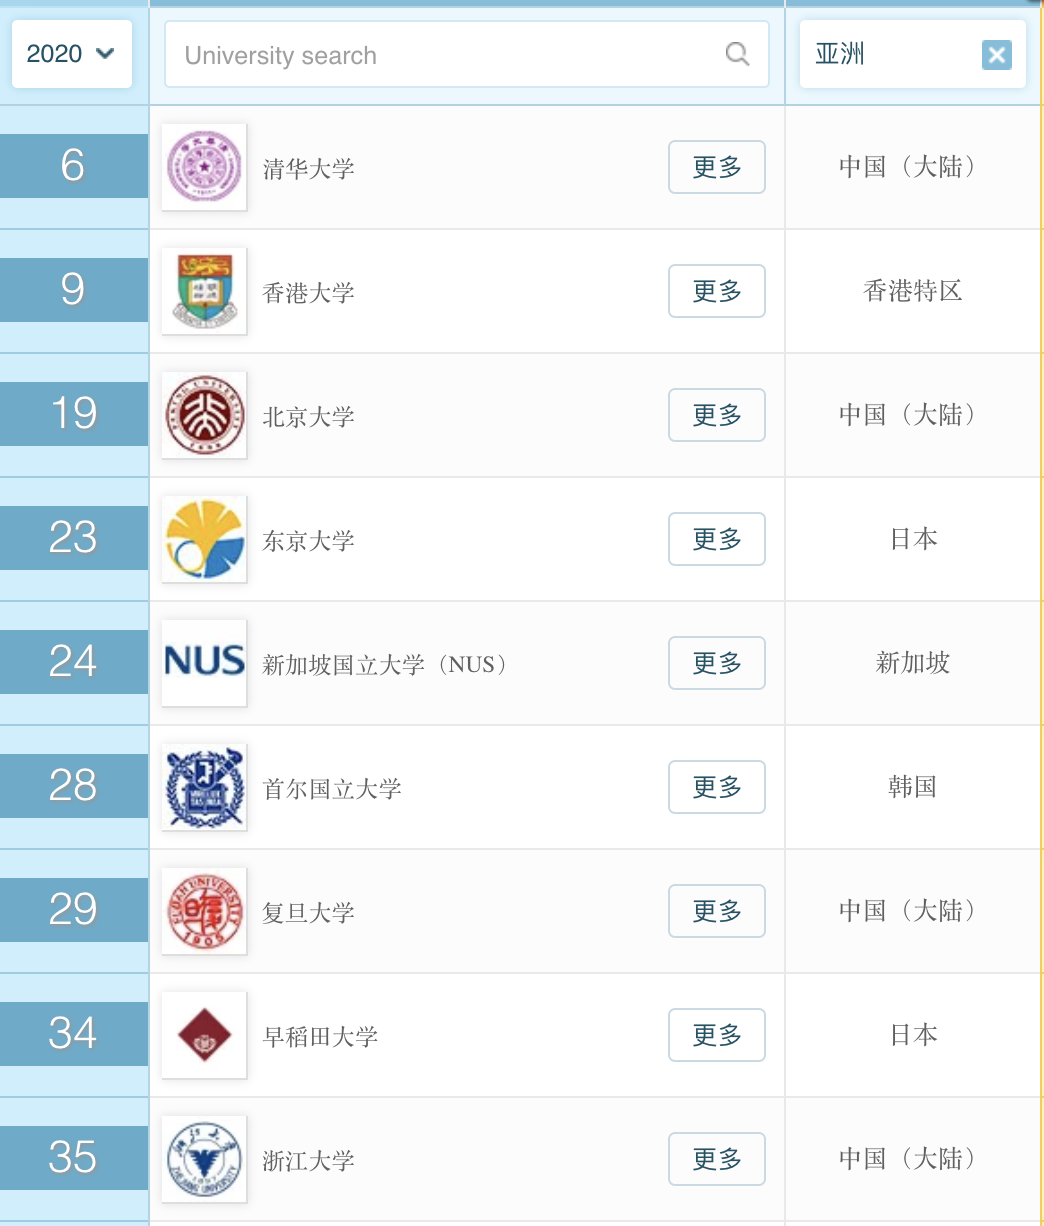 2020
University search
亚洲
6
清华大学
更多
中国（大陆）
9
香港大学
更多
香港特区
19
北京大学
更多
中国（大陆）
23
东京大学
更多
日本
24
NUS
新加坡国立大学（NUS）
更多
新加坡
28
首尔国立大学
更多
韩国
29
复旦大学
更多
中国（大陆）
34
早稻田大学
更多
日本
35
浙江大学
更多
中国（大陆）